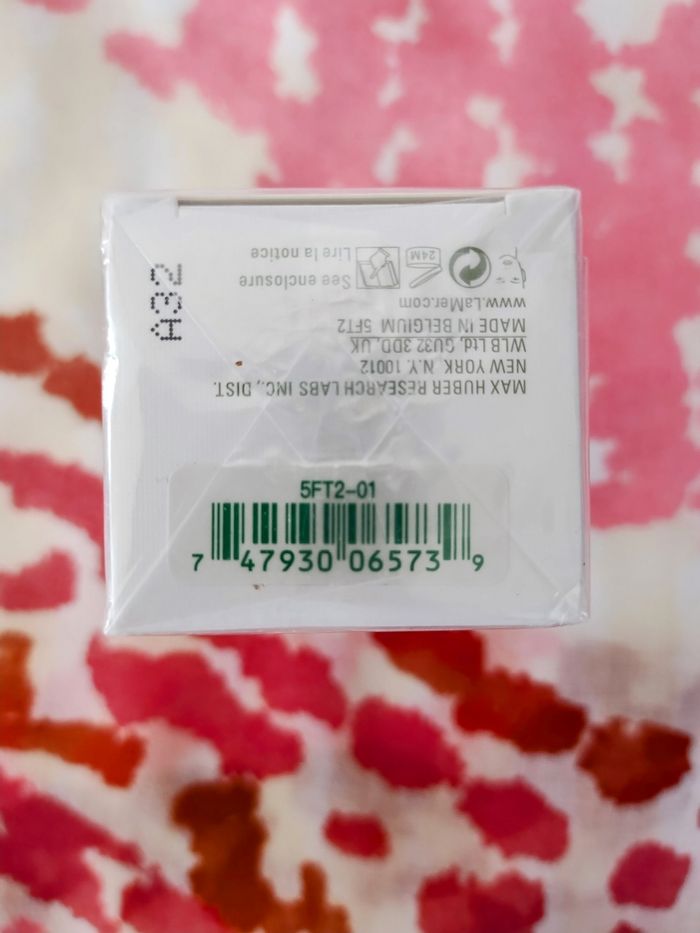 MAX HUBER RESEARCH LABS INC., DIST.
NEW YORK N.Y. 10012
WLB Ltd, GU32 3DD, UK
MADE IN BELGIUM 5FT2
www.LaMer.com
24M
See enclosure
Lire la notice
A32
5FT2-01
7 47930 06573 9